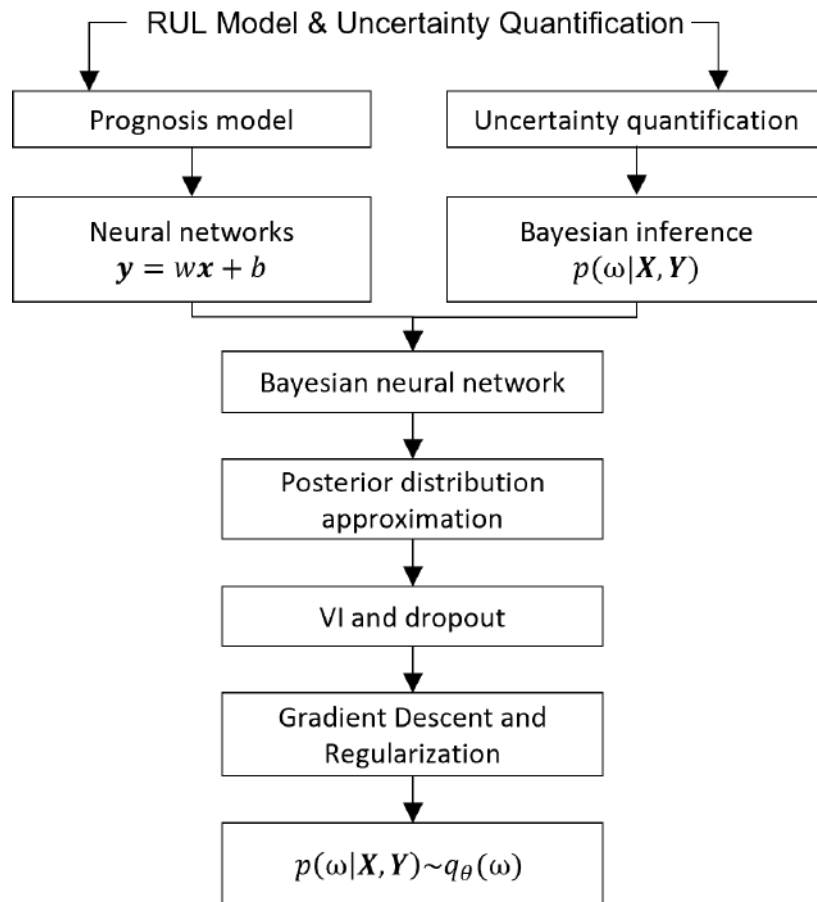 RUL Model & Uncertainty Quantification
Prognosis model
Uncertainty quantification
Neural networks
𝒚 = 𝑤𝒙 + 𝑏
Bayesian inference
𝑝(ω|𝑿, 𝒀)
Bayesian neural network
Posterior distribution
approximation
VI and dropout
Gradient Descent and
Regularization
𝑝(ω|𝑿, 𝒀)~𝑞_θ(ω)